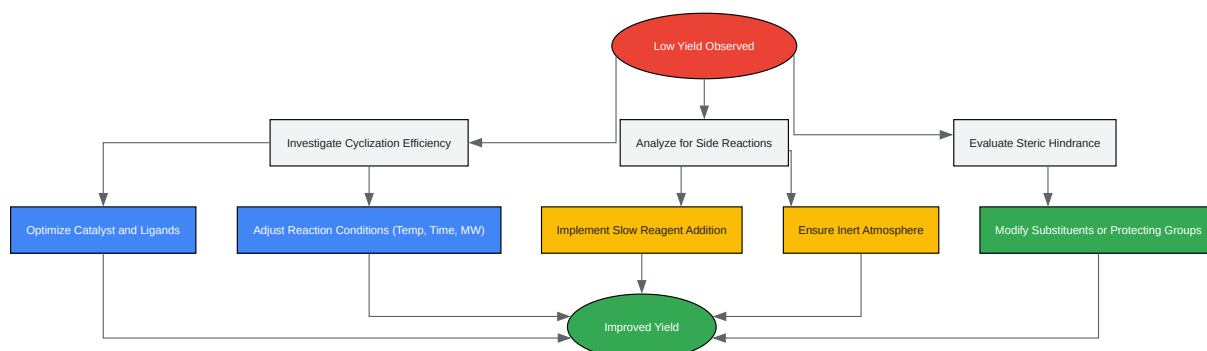 Low Yield Observed
Investigate Cyclization Efficiency
Analyze for Side Reactions
Evaluate Steric Hindrance
Optimize Catalyst and Ligands
Adjust Reaction Conditions (Temp, Time, MW)
Implement Slow Reagent Addition
Ensure Inert Atmosphere
Modify Substituents or Protecting Groups
Improved Yield